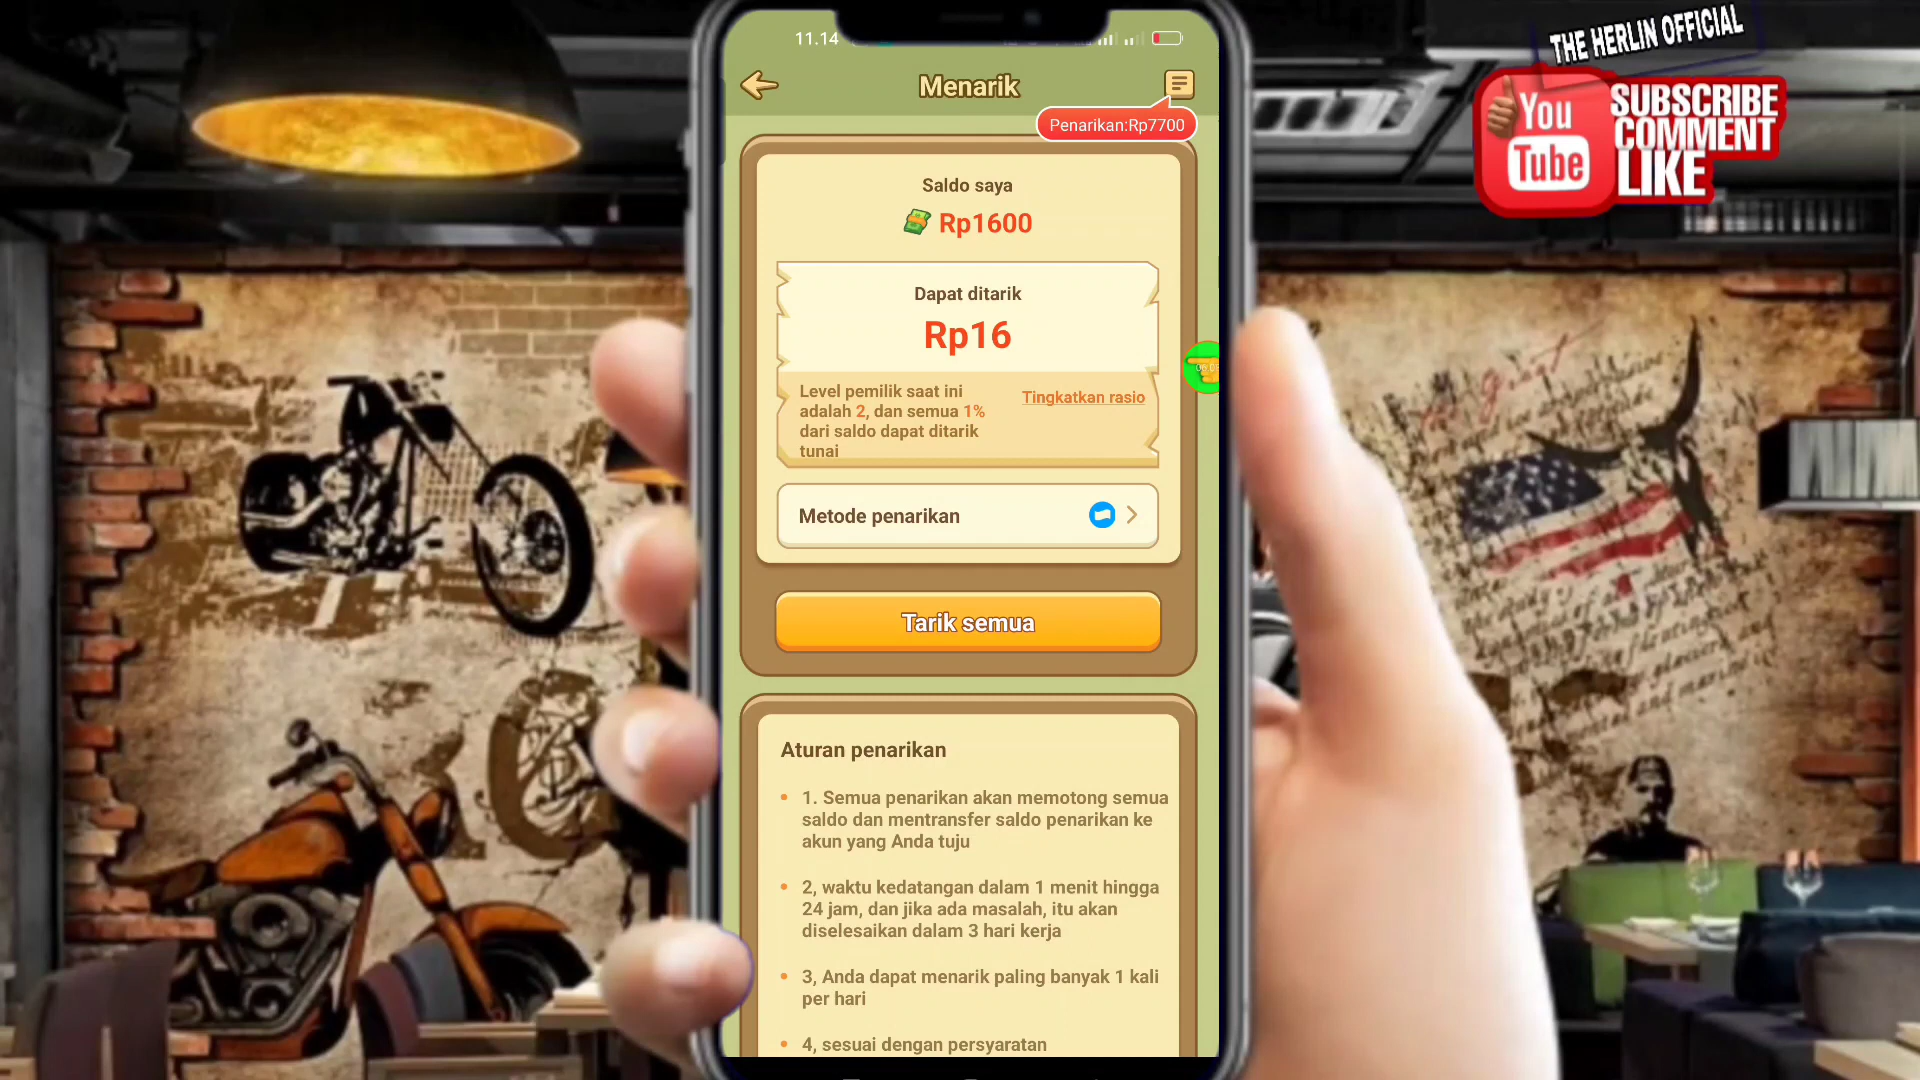 THE HERLIN OFFICIAL
You
Tube
SUBSCRIBE
COMMENT
LIKE
11.14
Menarik
Penarikan:Rp7700
Saldo saya
Rp1600
Dapat ditarik
Rp16
Level pemilik saat ini
adalah 2, dan semua 1%
dari saldo dapat ditarik
tunai
Tingkatkan rasio
Metode penarikan
Tarik semua
Aturan penarikan
• 1. Semua penarikan akan memotong semua
saldo dan mentransfer saldo penarikan ke
akun yang Anda tuju
• 2, waktu kedatangan dalam 1 menit hingga
24 jam, dan jika ada masalah, itu akan
diselesaikan dalam 3 hari kerja
• 3, Anda dapat menarik paling banyak 1 kali
per hari
• 4, sesuai dengan persyaratan